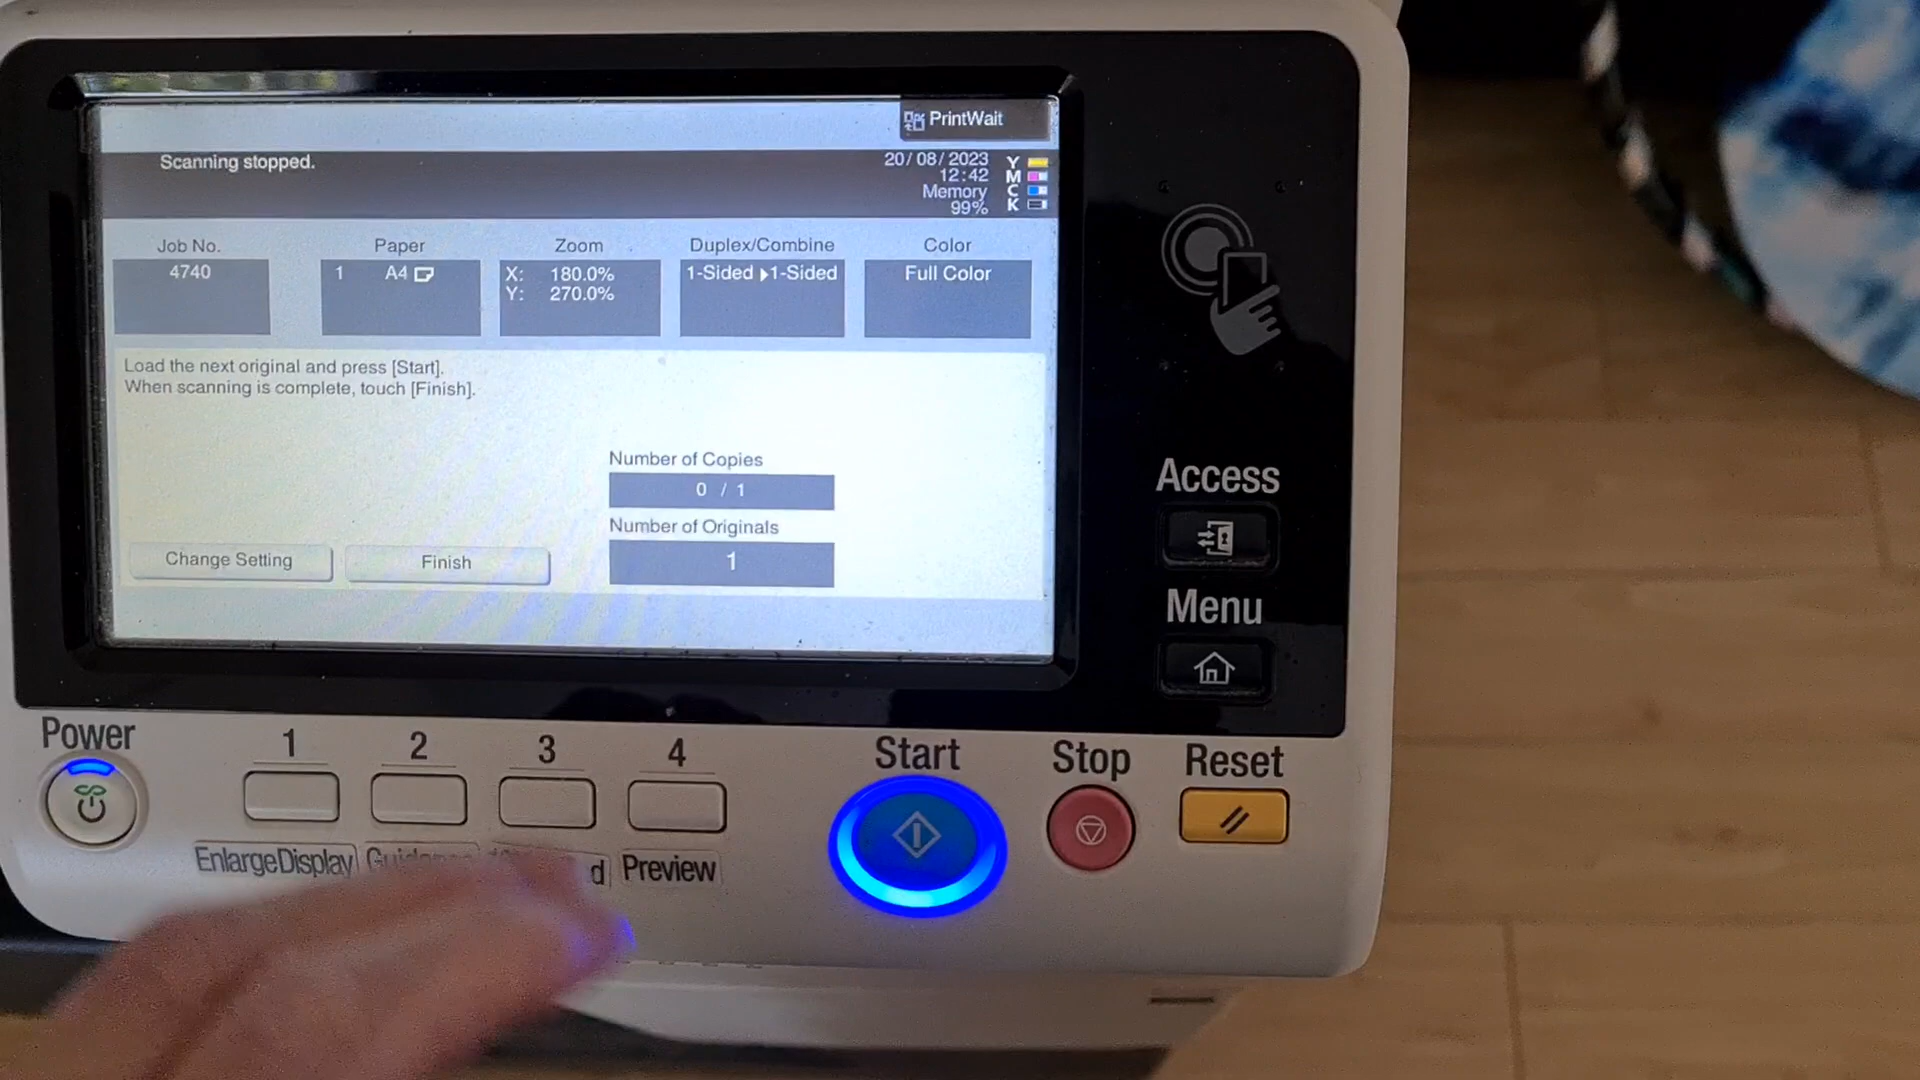 PrintWait
Scanning stopped.
20/08/2023
12:42
Memory
99%
Y
M
C
K
Job No.
4740
Paper
1 A4
Zoom
X: 180.0%
Y: 270.0%
Duplex/Combine
1-Sided 1-Sided
Color
Full Color
Load the next original and press [Start].
When scanning is complete, touch [Finish].
Number of Copies
0 / 1
Number of Originals
1
Change Setting
Finish
Access
Menu
Power
1
2
3
4
Start
Stop
Reset
EnlargeDisplay
Preview